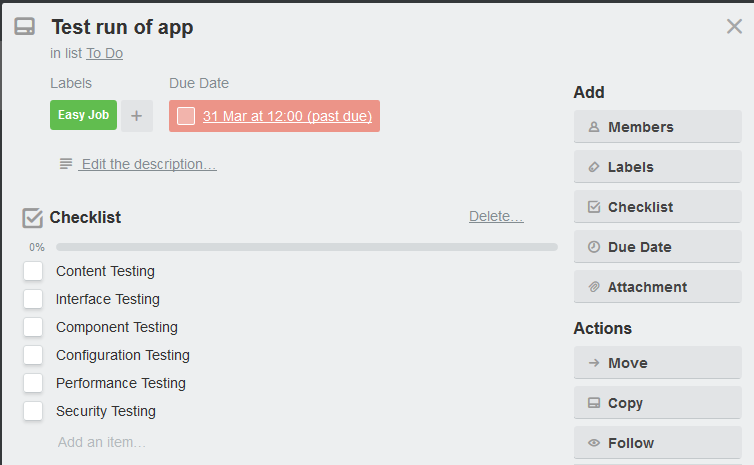 Test run of app
in list To Do
Labels
Due Date
Easy Job
+
31 Mar at 12:00 (past due)
Edit the description…
Checklist
Delete…
0%
Content Testing
Interface Testing
Component Testing
Configuration Testing
Performance Testing
Security Testing
Add an item…
Add
Members
Labels
Checklist
Due Date
Attachment
Actions
Move
Copy
Follow